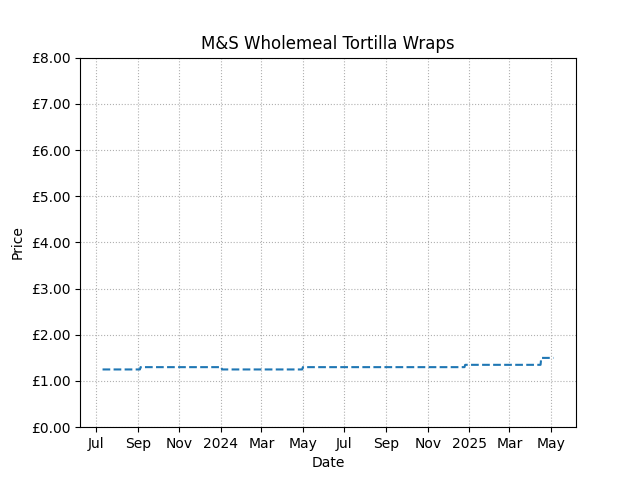 M&S Wholemeal Tortilla Wraps
£8.00
£7.00
£6.00
£5.00
£4.00
£3.00
£2.00
£1.00
£0.00
Price
Jul Sep Nov 2024 Mar May Jul Sep Nov 2025 Mar May
Date